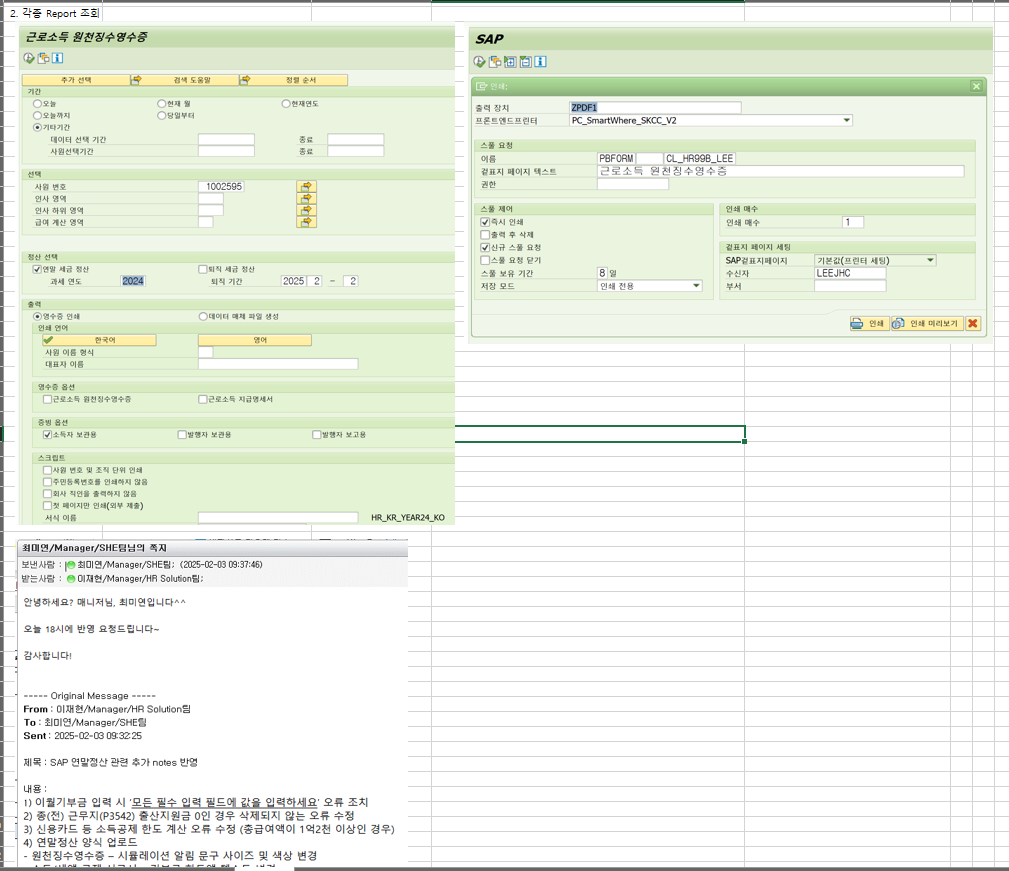 2. 각종 Report 조회
근로소득 원천징수영수증
추가 선택 검색 도움말 정렬 순서
기간
오늘 현재 월 현재연도
오늘까지 당일부터
기타기간
데이터 선택 기간 종료
사원선택기간 종료
선택
사원 번호 1002595
인사 영역
인사 하위 영역
급여 계산 영역
정산 선택
연말 세금 정산 퇴직 세금 정산
과세 연도 2024 퇴직 기간 2025 2 - 2
출력
영수증 인쇄 데이터 매체 파일 생성
인쇄 언어
한국어 영어
사원 이름 형식
대표자 이름
영수증 옵션
근로소득 원천징수영수증 근로소득 지급명세서
증빙 옵션
소득자 보관용 발행자 보관용 발행자 보고용
스크립트
사원 번호 및 조직 단위 인쇄
주민등록번호를 인쇄하지 않음
회사 직인을 출력하지 않음
첫 페이지만 인쇄(외부 제출)
서식 이름 HR_KR_YEAR24_KO
SAP
인쇄:
출력 장치 ZPDF1
프론트엔드프린터 PC_SmartWhere_SKCC_V2
스풀 요청
이름 PBFORM CL_HR99B_LEE
겉표지 페이지 텍스트 근로소득 원천징수영수증
권한
스풀 제어
즉시 인쇄
출력 후 삭제
신규 스풀 요청
스풀 요청 닫기
스풀 보유 기간 8 일
저장 모드 인쇄 전용
인쇄 매수
인쇄 매수 1
겉표지 페이지 세팅
SAP겉표지페이지 기본값(프린터 세팅)
수신자 LEEJHC
부서
인쇄 인쇄 미리보기
최미연/Manager/SHE팀님의 쪽지
보낸사람 : 최미연/Manager/SHE팀; (2025-02-03 09:37:46)
받는사람 : 이재현/Manager/HR Solution팀;
안녕하세요? 매니저님, 최미연입니다^^
오늘 18시에 반영 요청드립니다~
감사합니다!
----- Original Message -----
From : 이재현/Manager/HR Solution팀
To : 최미연/Manager/SHE팀
Sent : 2025-02-03 09:32:25
제목 : SAP 연말정산 관련 추가 notes 반영
내용 :
1) 이월기부금 입력 시 '모든 필수 입력 필드에 값을 입력하세요' 오류 조치
2) 종(전) 근무지(P3542) 출산지원금 0인 경우 삭제되지 않는 오류 수정
3) 신용카드 등 소득공제 한도 계산 오류 수정 (총급여액이 1억2천 이상인 경우)
4) 연말정산 양식 업로드
- 원천징수영수증 – 시뮬레이션 알림 문구 사이즈 및 색상 변경